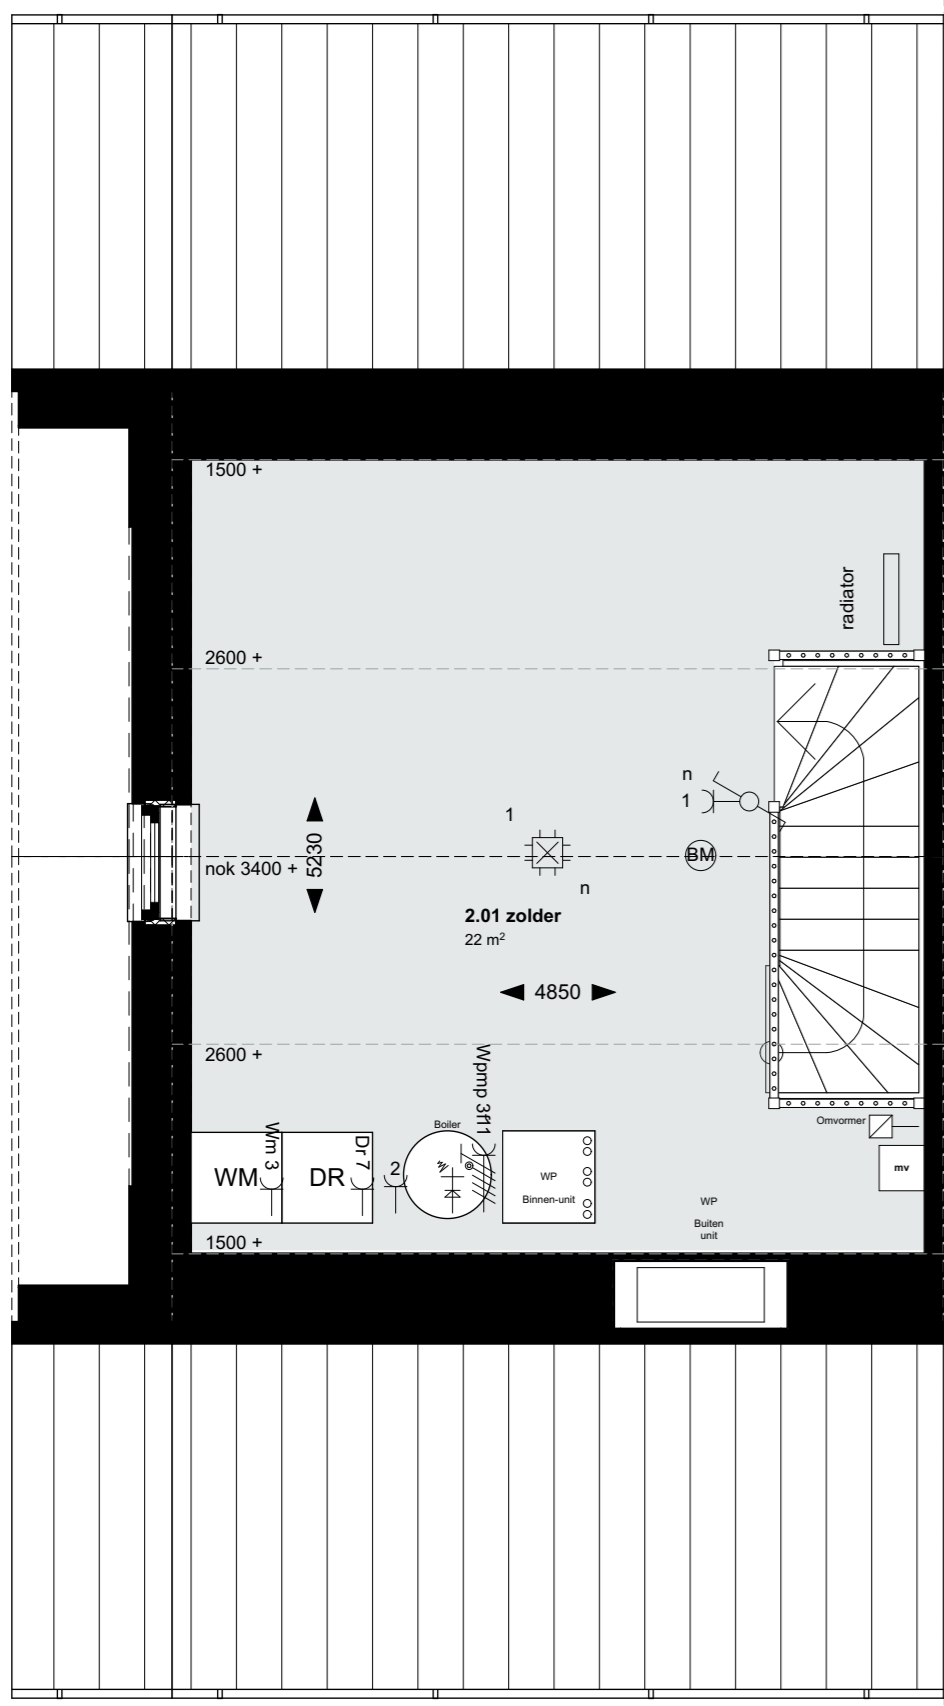 1500 +
radiator
2600 +
n
1
1
BM
nok 3400 +
5230
n
2.01 zolder
22 m²
4850
2600 +
Wpmp 3f11
Boiler
Omvormer
Wm 3
Dr 7
WM
DR
2
WP
Binnen-unit
mv
WP
Buiten
unit
1500 +